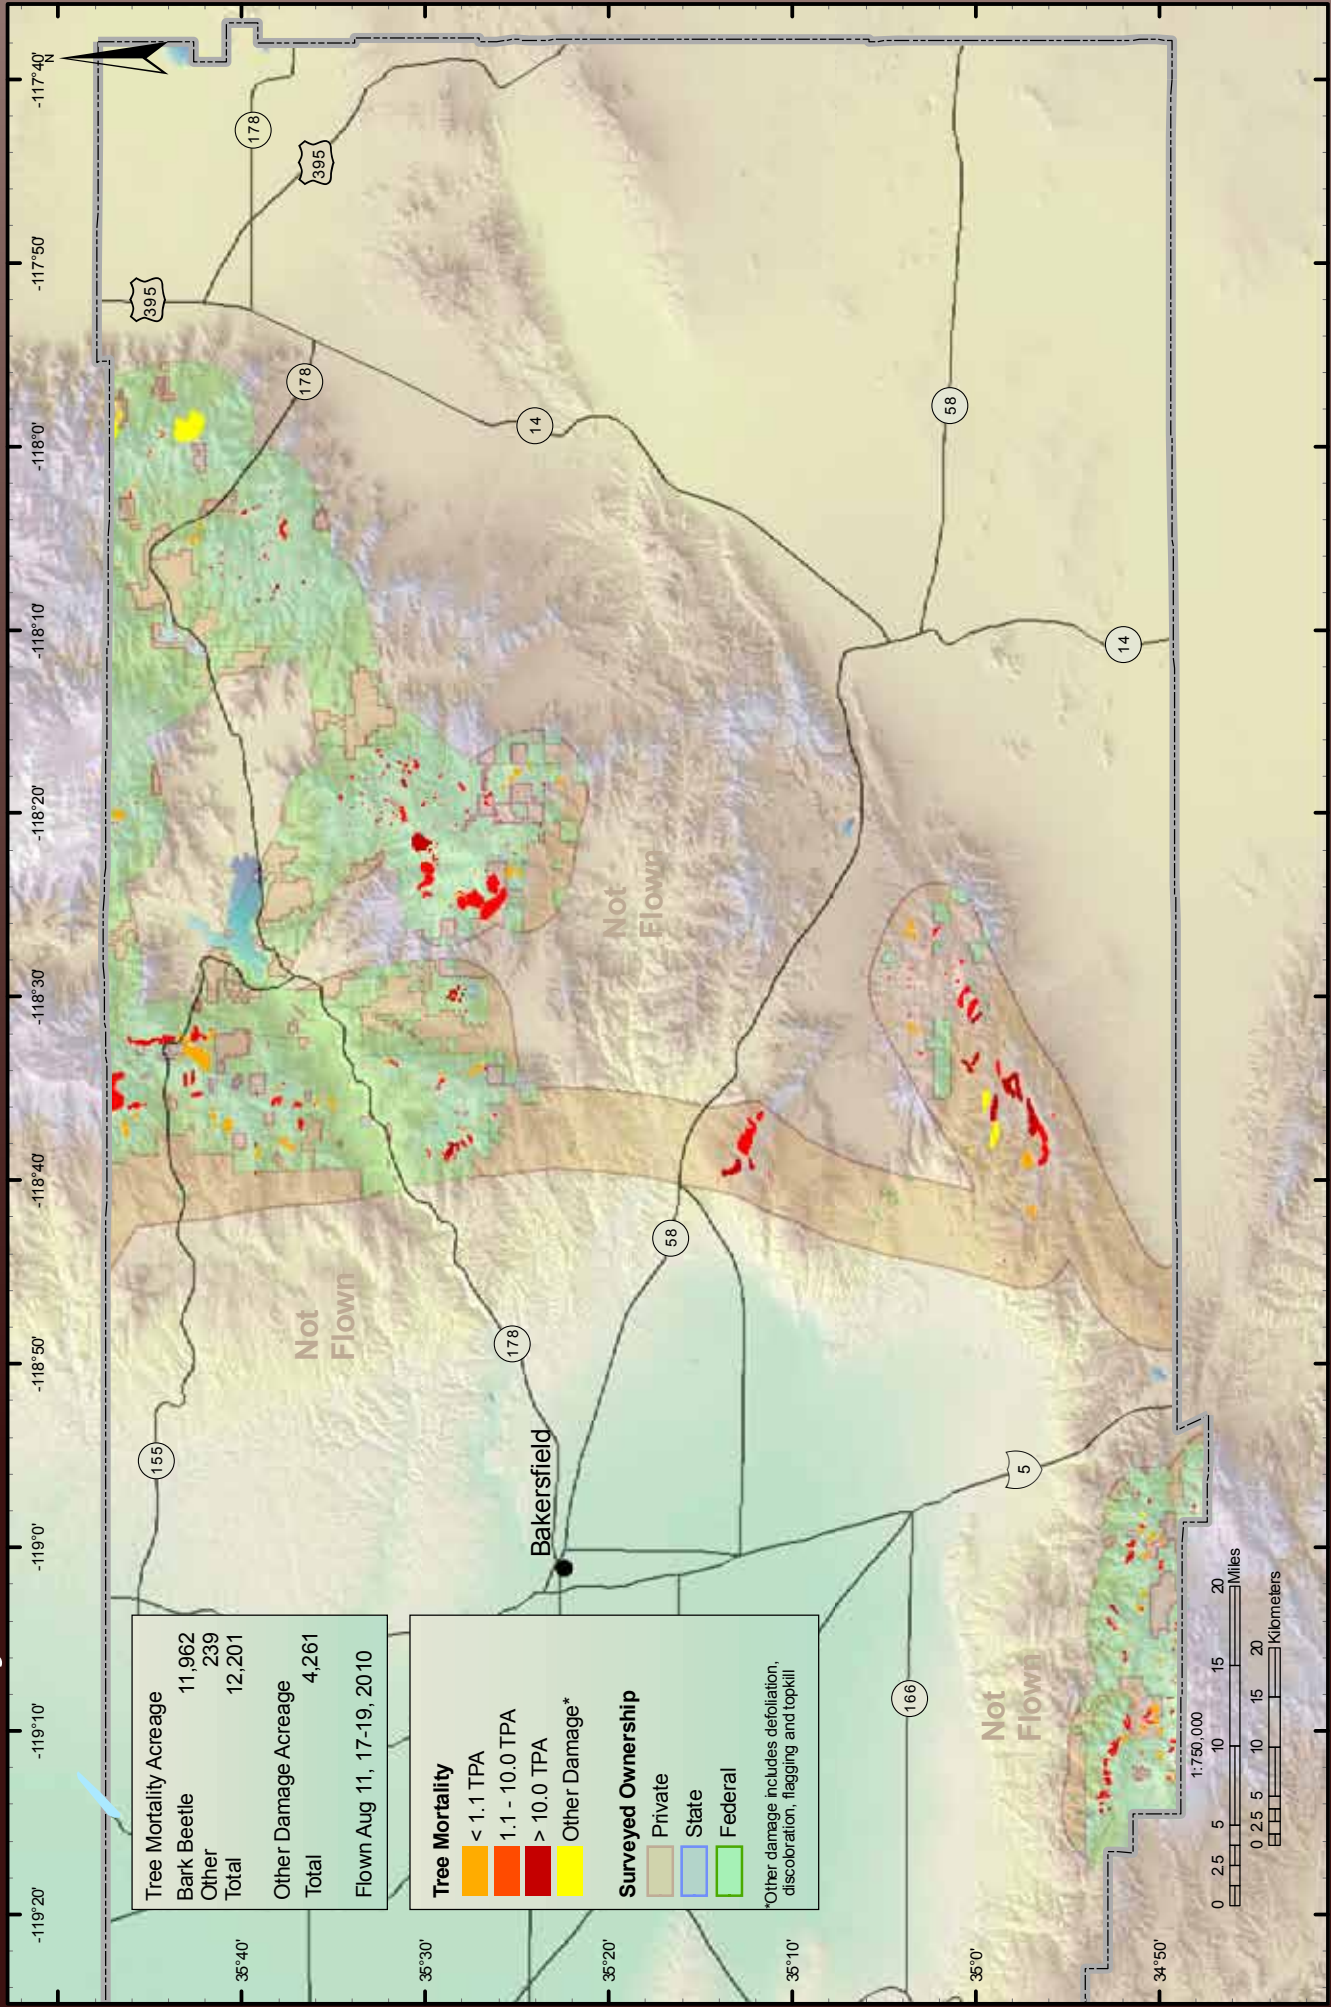 -119°20'
-119°10'
-119°0'
-118°50'
-118°40'
-118°30'
-118°20'
-118°10'
-118°0'
-117°50'
-117°40'
N
35°40'
35°30'
35°20'
35°10'
35°0'
34°50'
Tree Mortality Acreage
Bark Beetle 11,962
Other 239
Total 12,201
Other Damage Acreage
Total 4,261
Flown Aug 11, 17-19, 2010
Tree Mortality
< 1.1 TPA
1.1 - 10.0 TPA
> 10.0 TPA
Other Damage*
Surveyed Ownership
Private
State
Federal
*Other damage includes defoliation,
discoloration, flagging and topkill
155
Not
Flown
178
Bakersfield
58
166
5
Not
Flown
Not
Flown
58
14
14
178
395
178
395
58
1:750,000
0 2.5 5 10 15 20
Miles
0 2.5 5 10 15 20
Kilometers